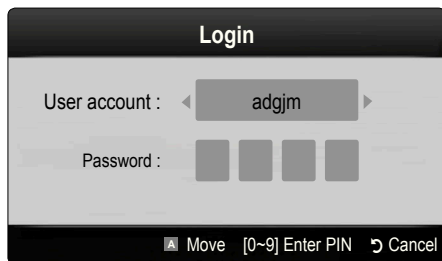 Login
User account : adgjm
Password :
A Move [0~9] Enter PIN Cancel